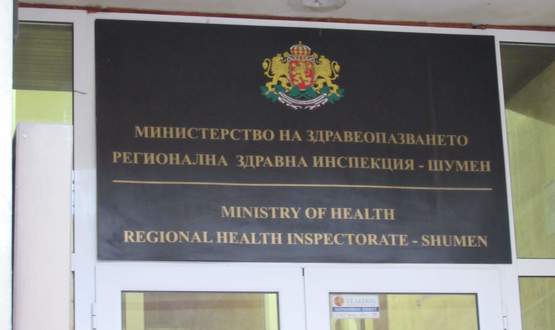 МИНИСТЕРСТВО НА ЗДРАВЕОПАЗВАНЕТО
РЕГИОНАЛНА ЗДРАВНА ИНСПЕКЦИЯ - ШУМЕН
MINISTRY OF HEALTH
REGIONAL HEALTH INSPECTORATE - SHUMEN